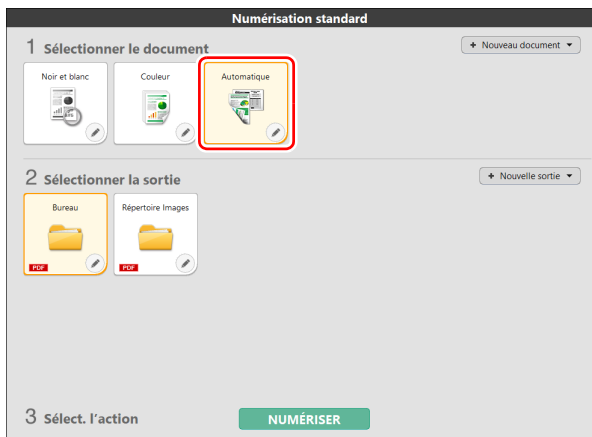 Numérisation standard
1 Sélectionner le document
+ Nouveau document
Noir et blanc
Couleur
Automatique
2 Sélectionner la sortie
+ Nouvelle sortie
Bureau
Répertoire Images
PDF
PDF
3 Sélect. l'action
NUMÉRISER